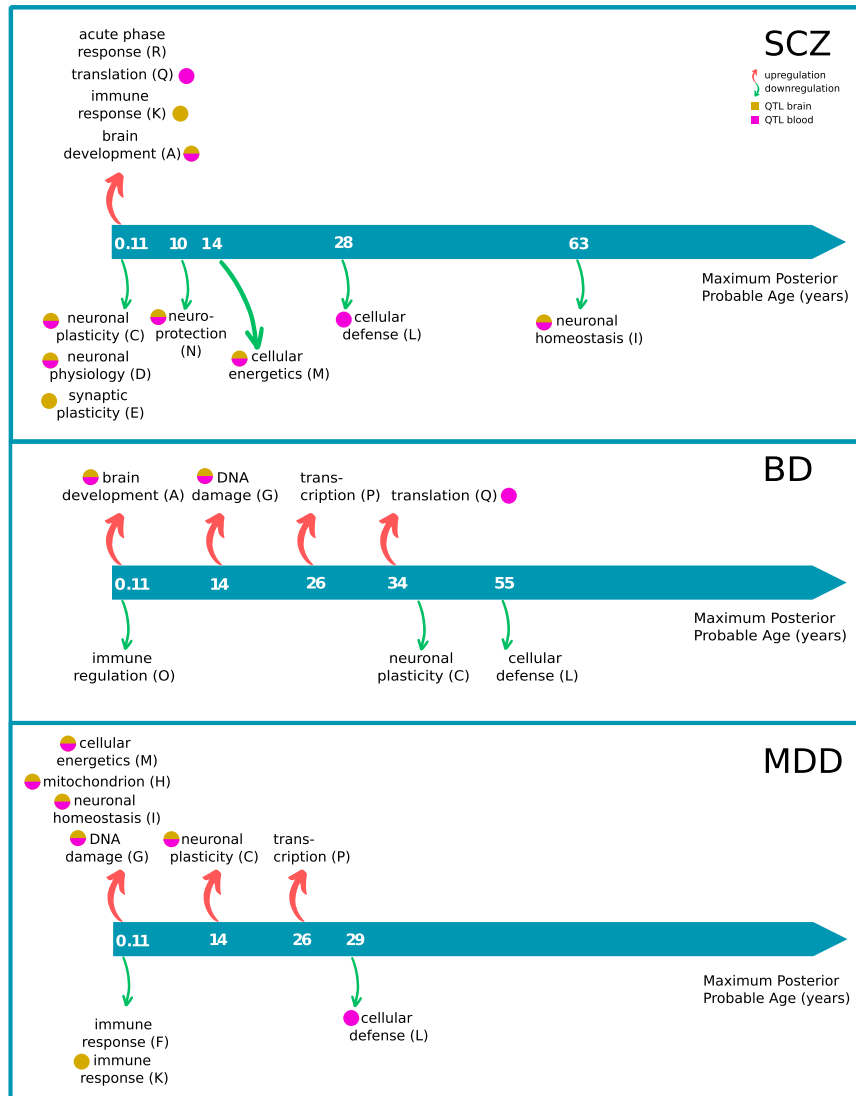 SCZ
upregulation
downregulation
QTL brain
QTL blood
acute phase
response (R)
translation (Q)
immune
response (K)
brain
development (A)
0.11 10 14 28 63
Maximum Posterior
Probable Age (years)
neuronal
plasticity (C)
neuronal
physiology (D)
synaptic
plasticity (E)
neuro-
protection
(N)
cellular
energetics (M)
cellular
defense (L)
neuronal
homeostasis (I)
BD
brain
development (A)
DNA
damage (G)
trans-
cription (P)
translation (Q)
0.11 14 26 34 55
Maximum Posterior
Probable Age (years)
immune
regulation (O)
neuronal
plasticity (C)
cellular
defense (L)
MDD
cellular
energetics (M)
mitochondrion (H)
neuronal
homeostasis (I)
DNA
damage (G)
neuronal
plasticity (C)
trans-
cription (P)
0.11 14 26 29
Maximum Posterior
Probable Age (years)
immune
response (F)
immune
response (K)
cellular
defense (L)